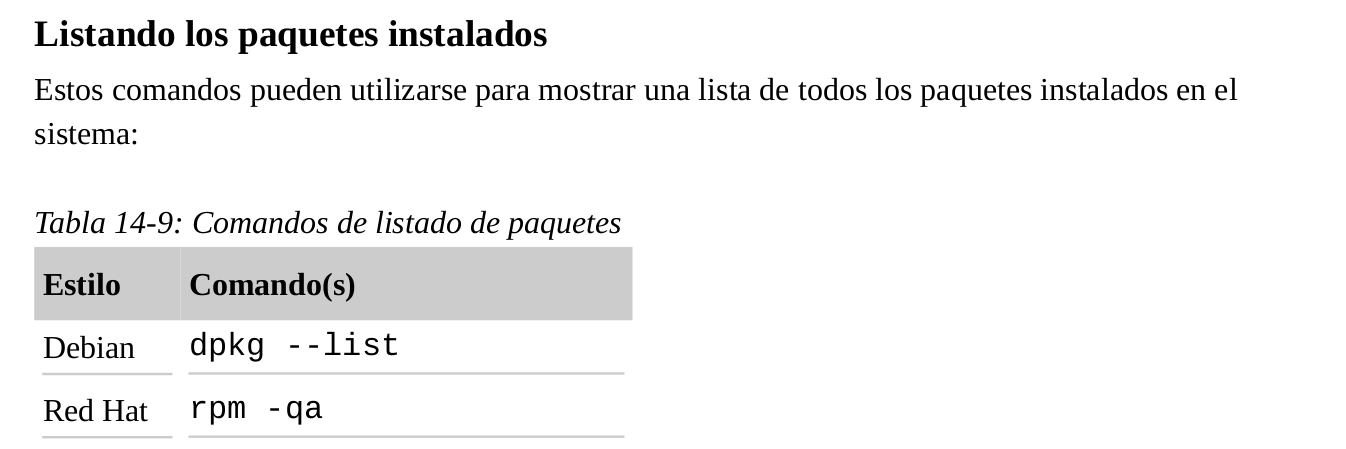 Listando los paquetes instalados
Estos comandos pueden utilizarse para mostrar una lista de todos los paquetes instalados en el
sistema:
Tabla 14-9: Comandos de listado de paquetes
Estilo Comando(s)
Debian dpkg --list
Red Hat rpm -qa